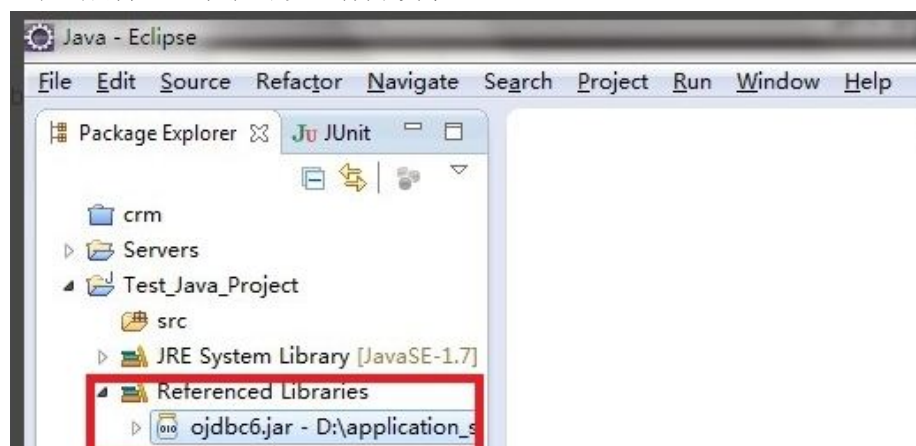 Java - Eclipse
File Edit Source Refactor Navigate Search Project Run Window Help
Package Explorer JUnit
crm
Servers
Test_Java_Project
src
JRE System Library [JavaSE-1.7]
Referenced Libraries
ojdbc6.jar - D:\application_s